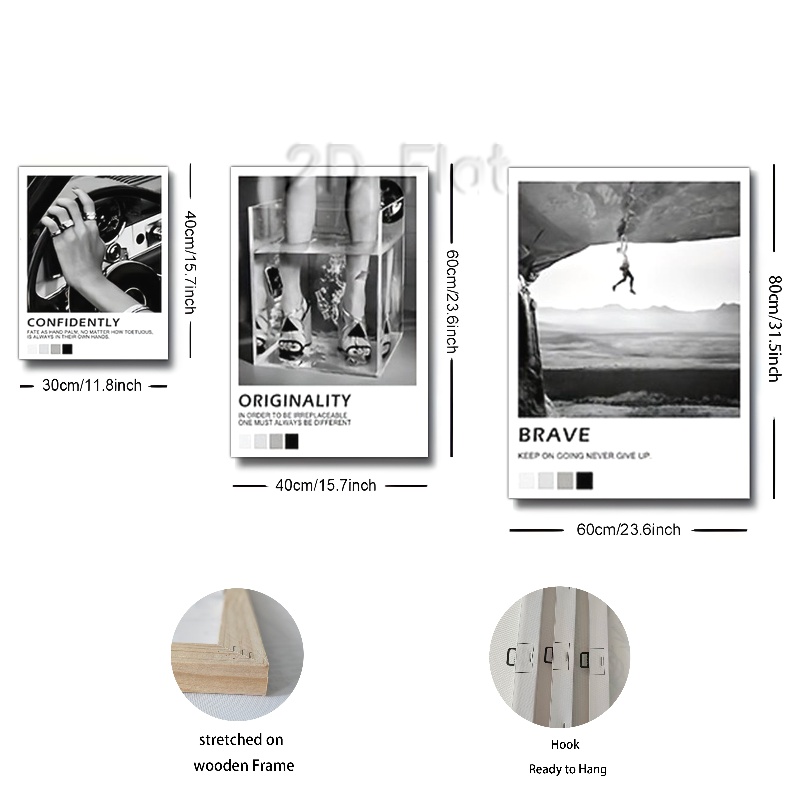 2D Flat
CONFIDENTLY
FATE AS HAND PALM, NO MATTER HOW TOETUOUS,
IS ALWAYS IN THEIR OWN HANDS.
40cm/15.7inch
30cm/11.8inch
ORIGINALITY
IN ORDER TO BE IRREPLACEABLE
ONE MUST ALWAYS BE DIFFERENT
60cm/23.6inch
40cm/15.7inch
BRAVE
KEEP ON GOING NEVER GIVE UP.
80cm/31.5inch
60cm/23.6inch
stretched on
wooden Frame
Hook
Ready to Hang